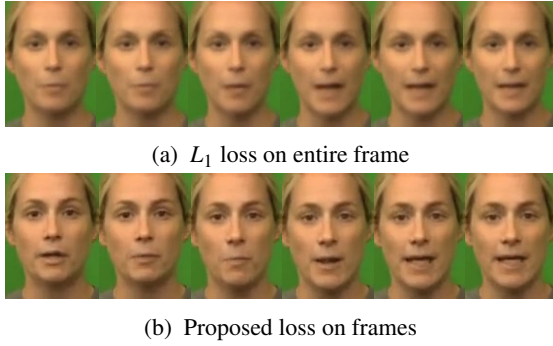 (a) L₁ loss on entire frame
(b) Proposed loss on frames